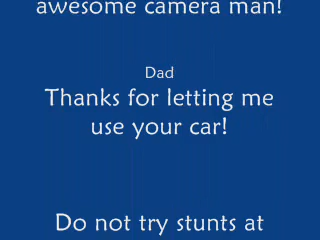 awesome camera man!
Dad
Thanks for letting me
use your car!
Do not try stunts at